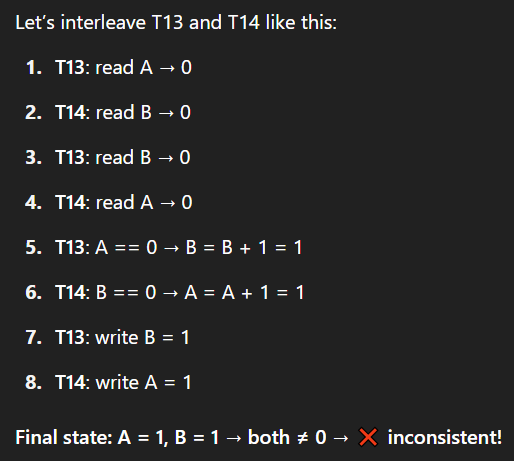 Let's interleave T13 and T14 like this:
1. T13: read A → 0
2. T14: read B → 0
3. T13: read B → 0
4. T14: read A → 0
5. T13: A == 0 → B = B + 1 = 1
6. T14: B == 0 → A = A + 1 = 1
7. T13: write B = 1
8. T14: write A = 1
Final state: A = 1, B = 1 → both ≠ 0 → ❌ inconsistent!